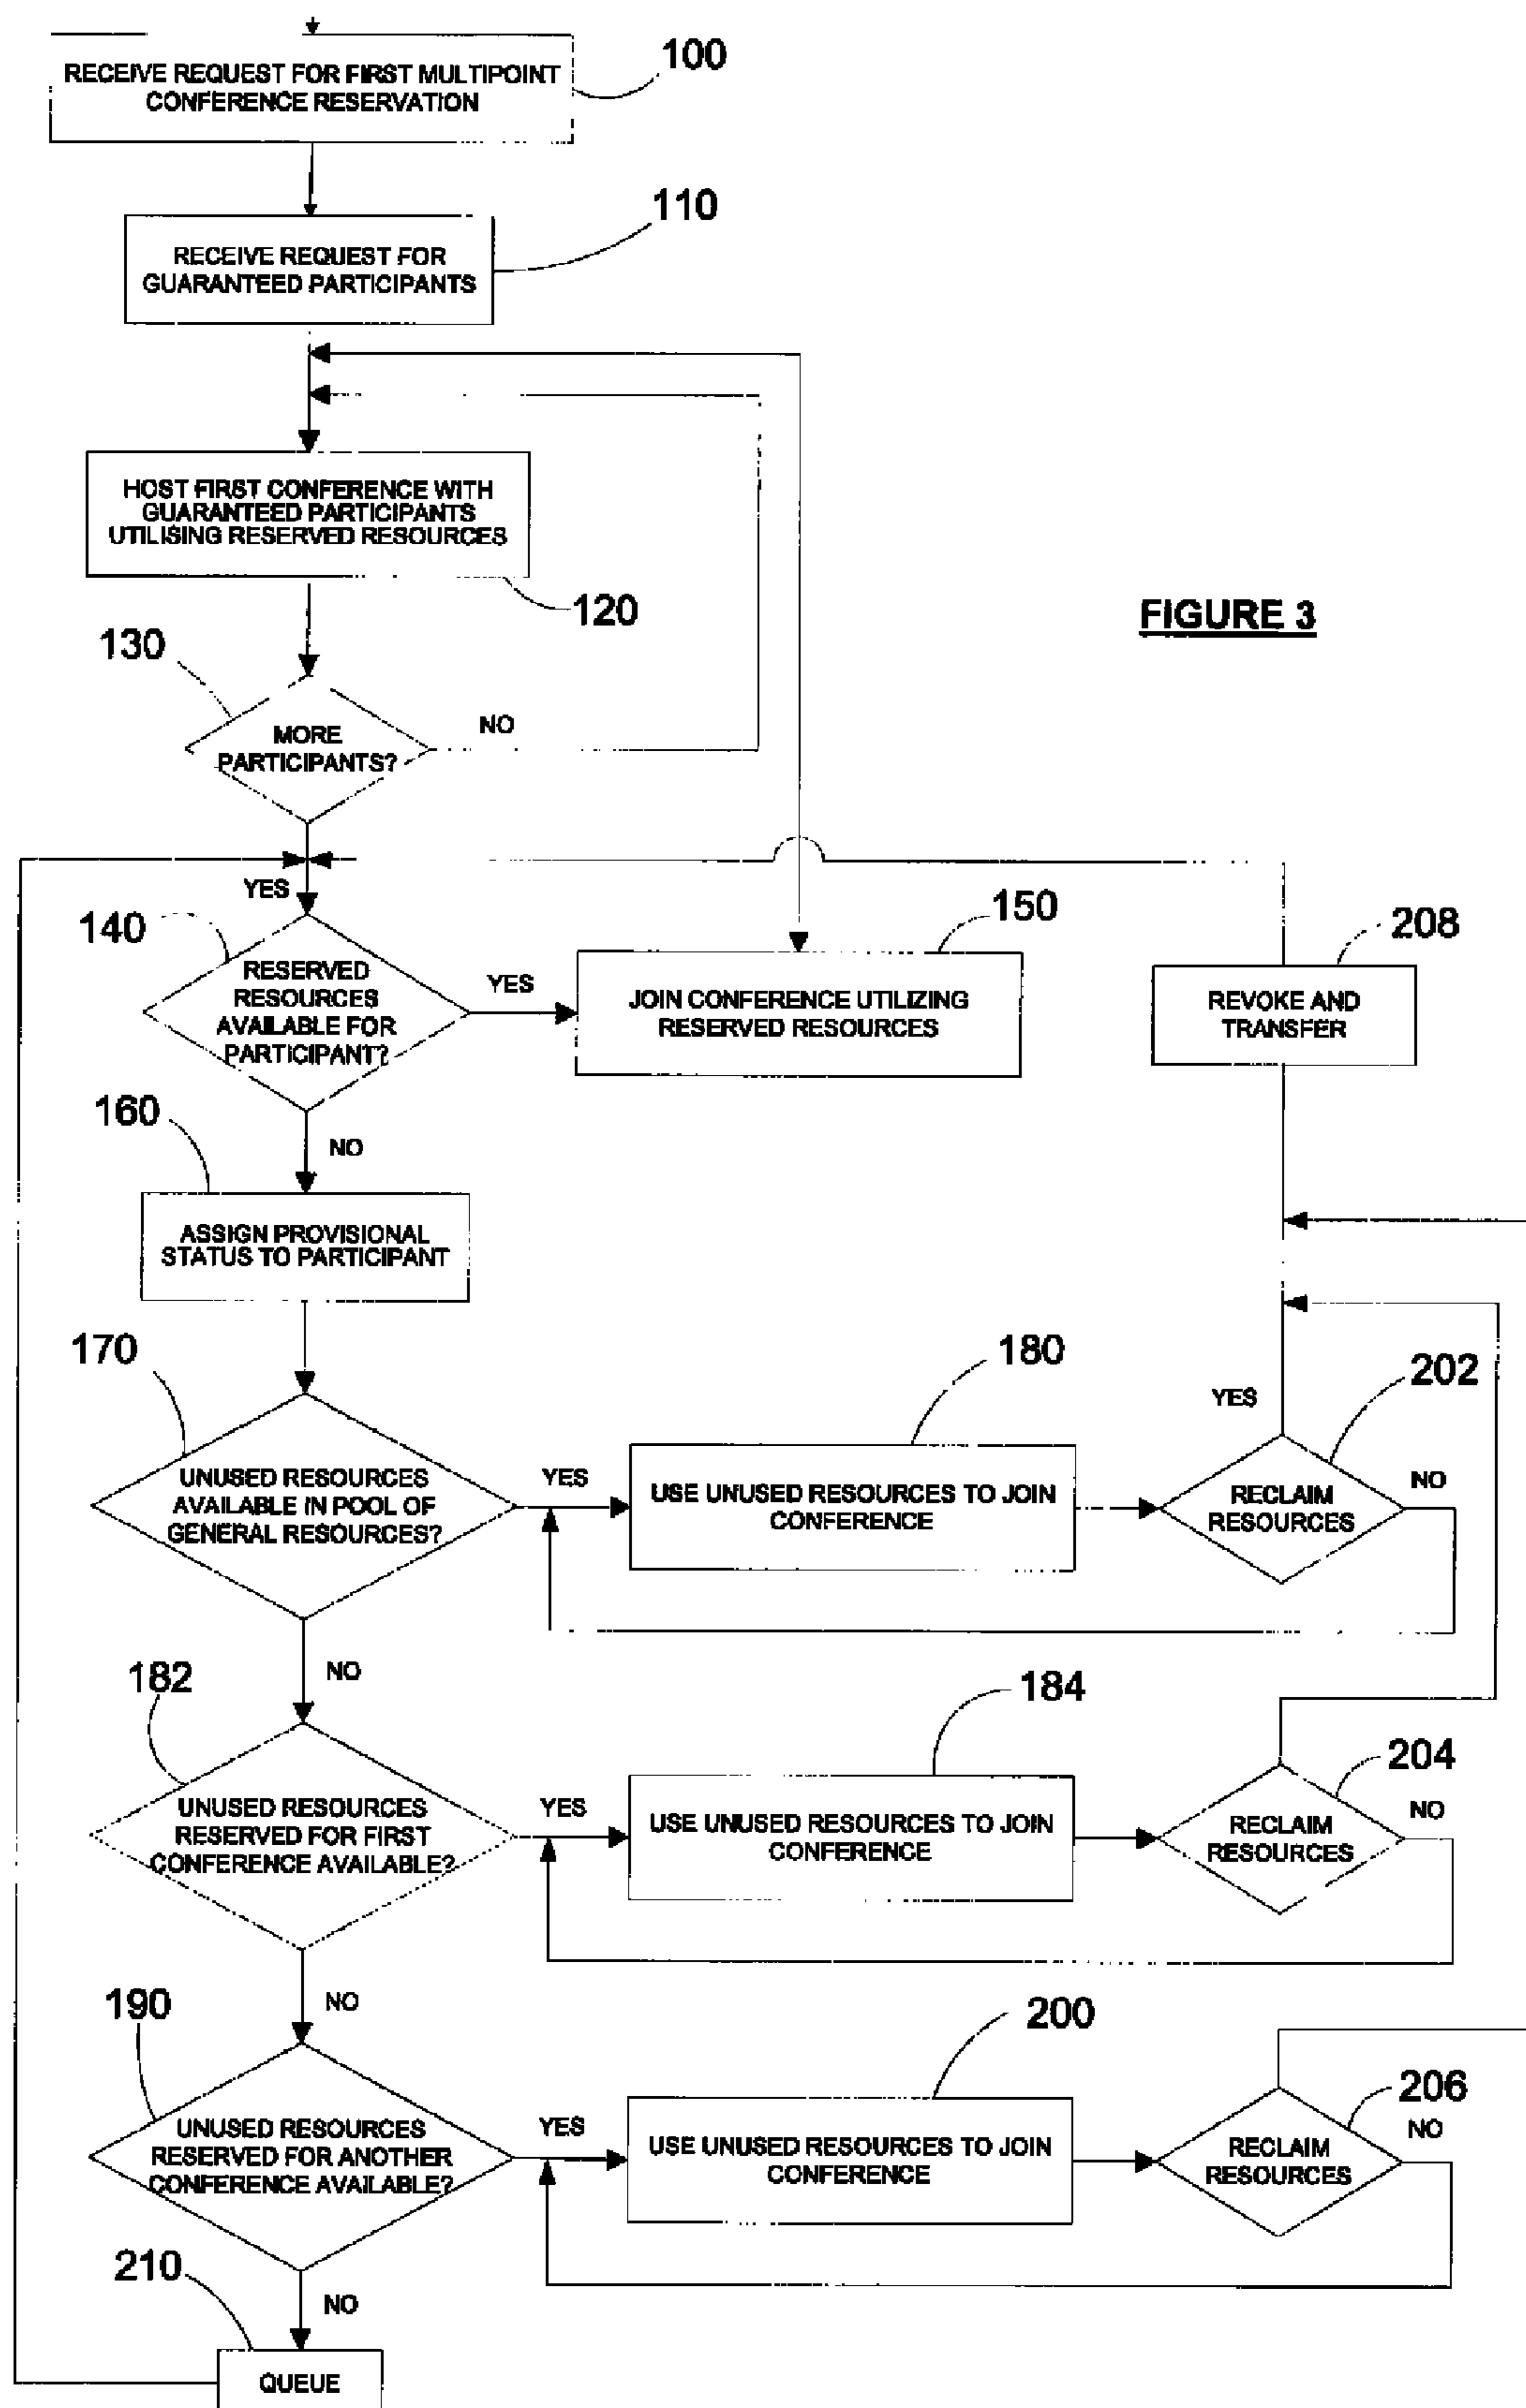 100
RECEIVE REQUEST FOR FIRST MULTIPOINT
CONFERENCE RESERVATION
110
RECEIVE REQUEST FOR
GUARANTEED PARTICIPANTS
HOST FIRST CONFERENCE WITH
GUARANTEED PARTICIPANTS
UTILISING RESERVED RESOURCES
120
FIGURE 3
130
MORE
PARTICIPANTS?
NO
YES
140
RESERVED
RESOURCES
AVAILABLE FOR
PARTICIPANT?
YES
150
JOIN CONFERENCE UTILIZING
RESERVED RESOURCES
208
REVOKE AND
TRANSFER
NO
160
ASSIGN PROVISIONAL
STATUS TO PARTICIPANT
170
UNUSED RESOURCES
AVAILABLE IN POOL OF
GENERAL RESOURCES?
YES
180
USE UNUSED RESOURCES TO JOIN
CONFERENCE
YES
202
RECLAIM
RESOURCES
NO
NO
182
UNUSED RESOURCES
RESERVED FOR FIRST
CONFERENCE AVAILABLE?
YES
184
USE UNUSED RESOURCES TO JOIN
CONFERENCE
204
RECLAIM
RESOURCES
NO
NO
190
UNUSED RESOURCES
RESERVED FOR ANOTHER
CONFERENCE AVAILABLE?
YES
200
USE UNUSED RESOURCES TO JOIN
CONFERENCE
206
RECLAIM
RESOURCES
NO
NO
210
QUEUE